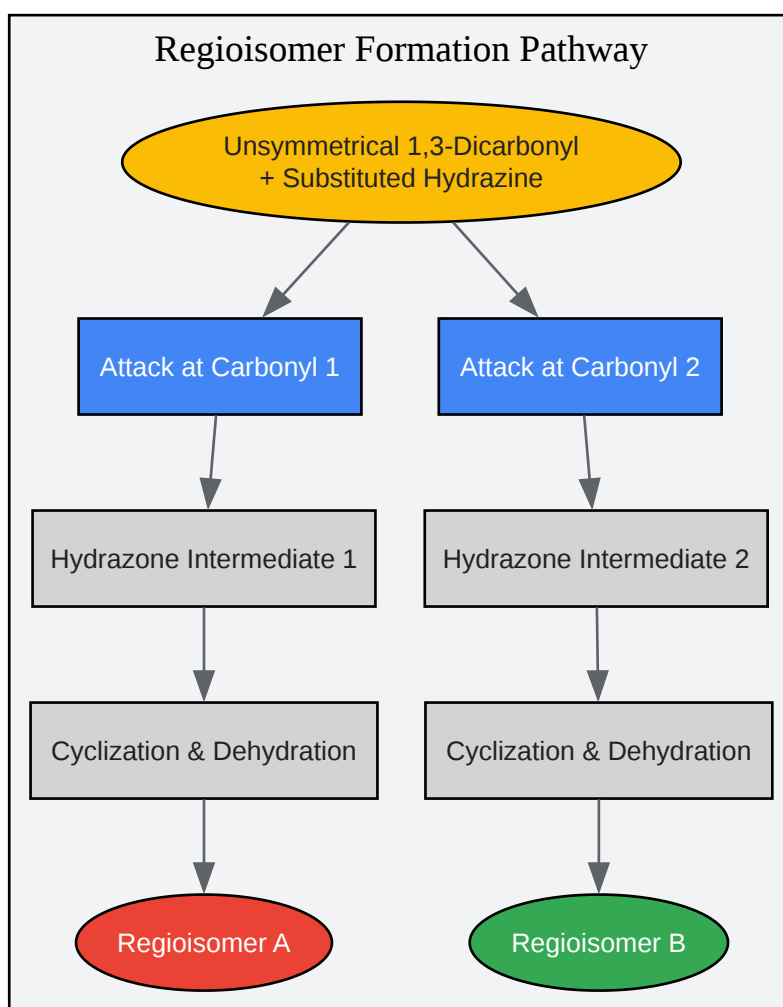 Regioisomer Formation Pathway
Unsymmetrical 1,3-Dicarbonyl
+ Substituted Hydrazine
Attack at Carbonyl 1
Attack at Carbonyl 2
Hydrazone Intermediate 1
Hydrazone Intermediate 2
Cyclization & Dehydration
Cyclization & Dehydration
Regioisomer A
Regioisomer B